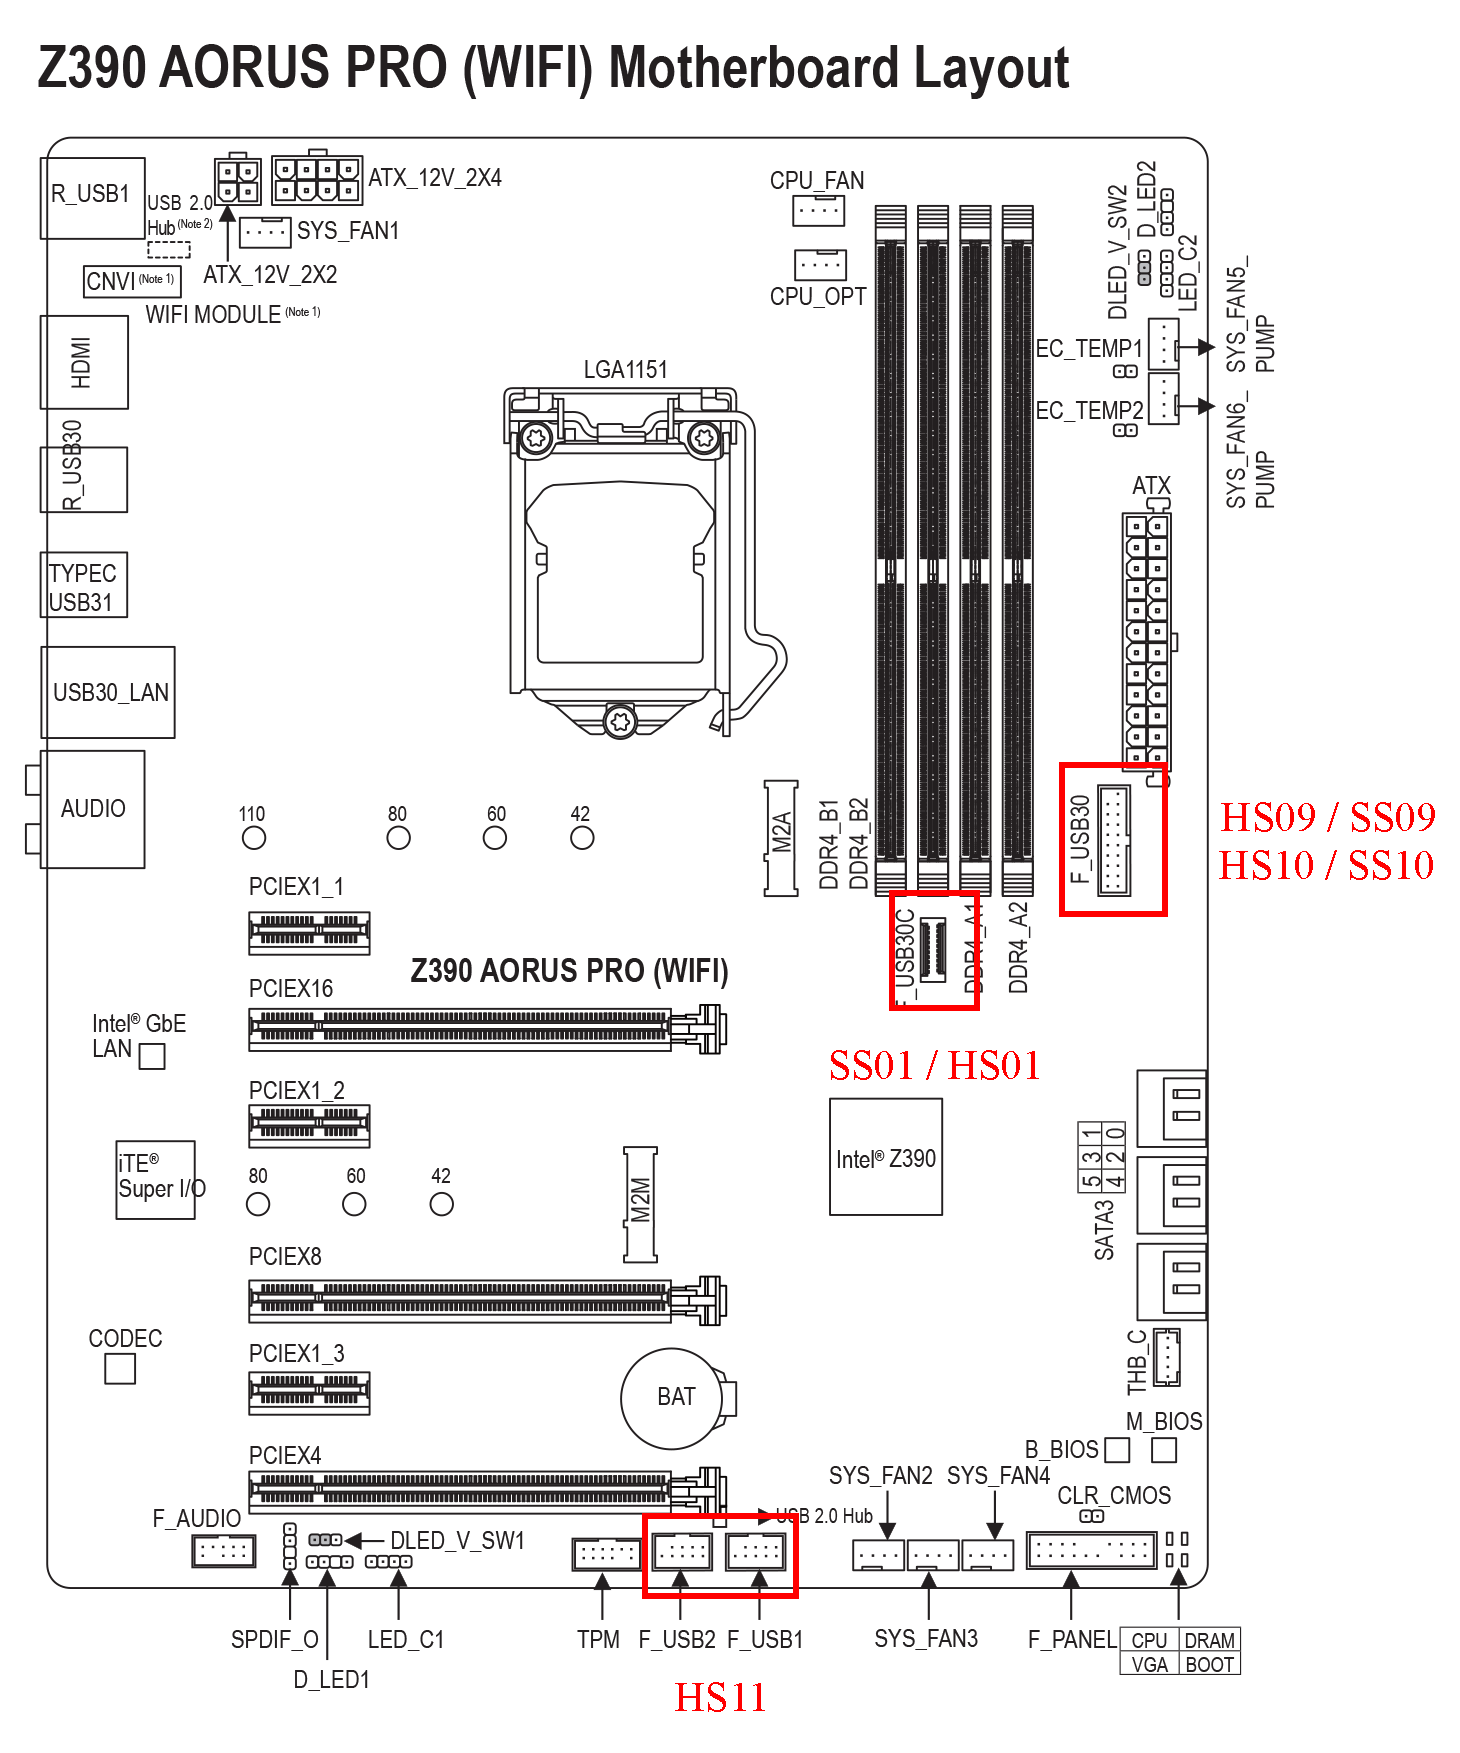 Z390 AORUS PRO (WIFI) Motherboard Layout
R_USB1
USB 2.0
Hub (Note 2)
CNVI (Note 1)
ATX_12V_2X4
SYS_FAN1
ATX_12V_2X2
WIFI MODULE (Note 1)
CPU_FAN
CPU_OPT
DLED_V_SW2
D_LED2
LED_C2
SYS_FAN5_
PUMP
EC_TEMP1
EC_TEMP2
SYS_FAN6_
PUMP
HDMI
LGA1151
R_USB30
ATX
TYPEC
USB31
USB30_LAN
AUDIO
110
80
60
42
M2A
DDR4_B1
DDR4_B2
F_USB30
HS09 / SS09
HS10 / SS10
PCIEX1_1
F_USB30C
DDR4_A1
DDR4_A2
Z390 AORUS PRO (WIFI)
PCIEX16
Intel® GbE
LAN
SS01 / HS01
PCIEX1_2
Intel® Z390
5 3 1
4 2 0
SATA3
iTE®
Super I/O
80
60
42
M2M
PCIEX8
CODEC
PCIEX1_3
BAT
THB_C
M_BIOS
B_BIOS
PCIEX4
SYS_FAN2
SYS_FAN4
CLR_CMOS
USB 2.0 Hub
F_AUDIO
DLED_V_SW1
SPDIF_O
D_LED1
LED_C1
TPM
F_USB2
F_USB1
SYS_FAN3
F_PANEL
CPU DRAM
VGA BOOT
HS11